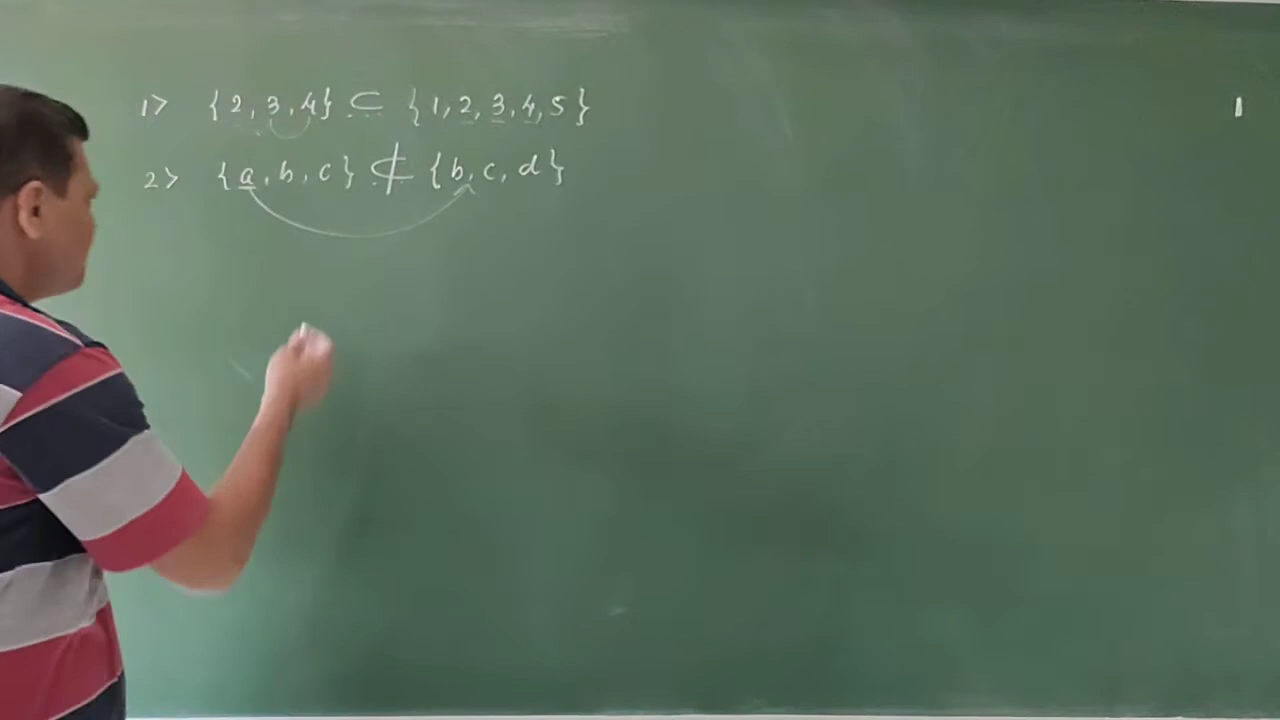 1> {2, 3, 4} ⊂ {1, 2, 3, 4, 5}
2> {a, b, c} ⊄ {b, c, d}